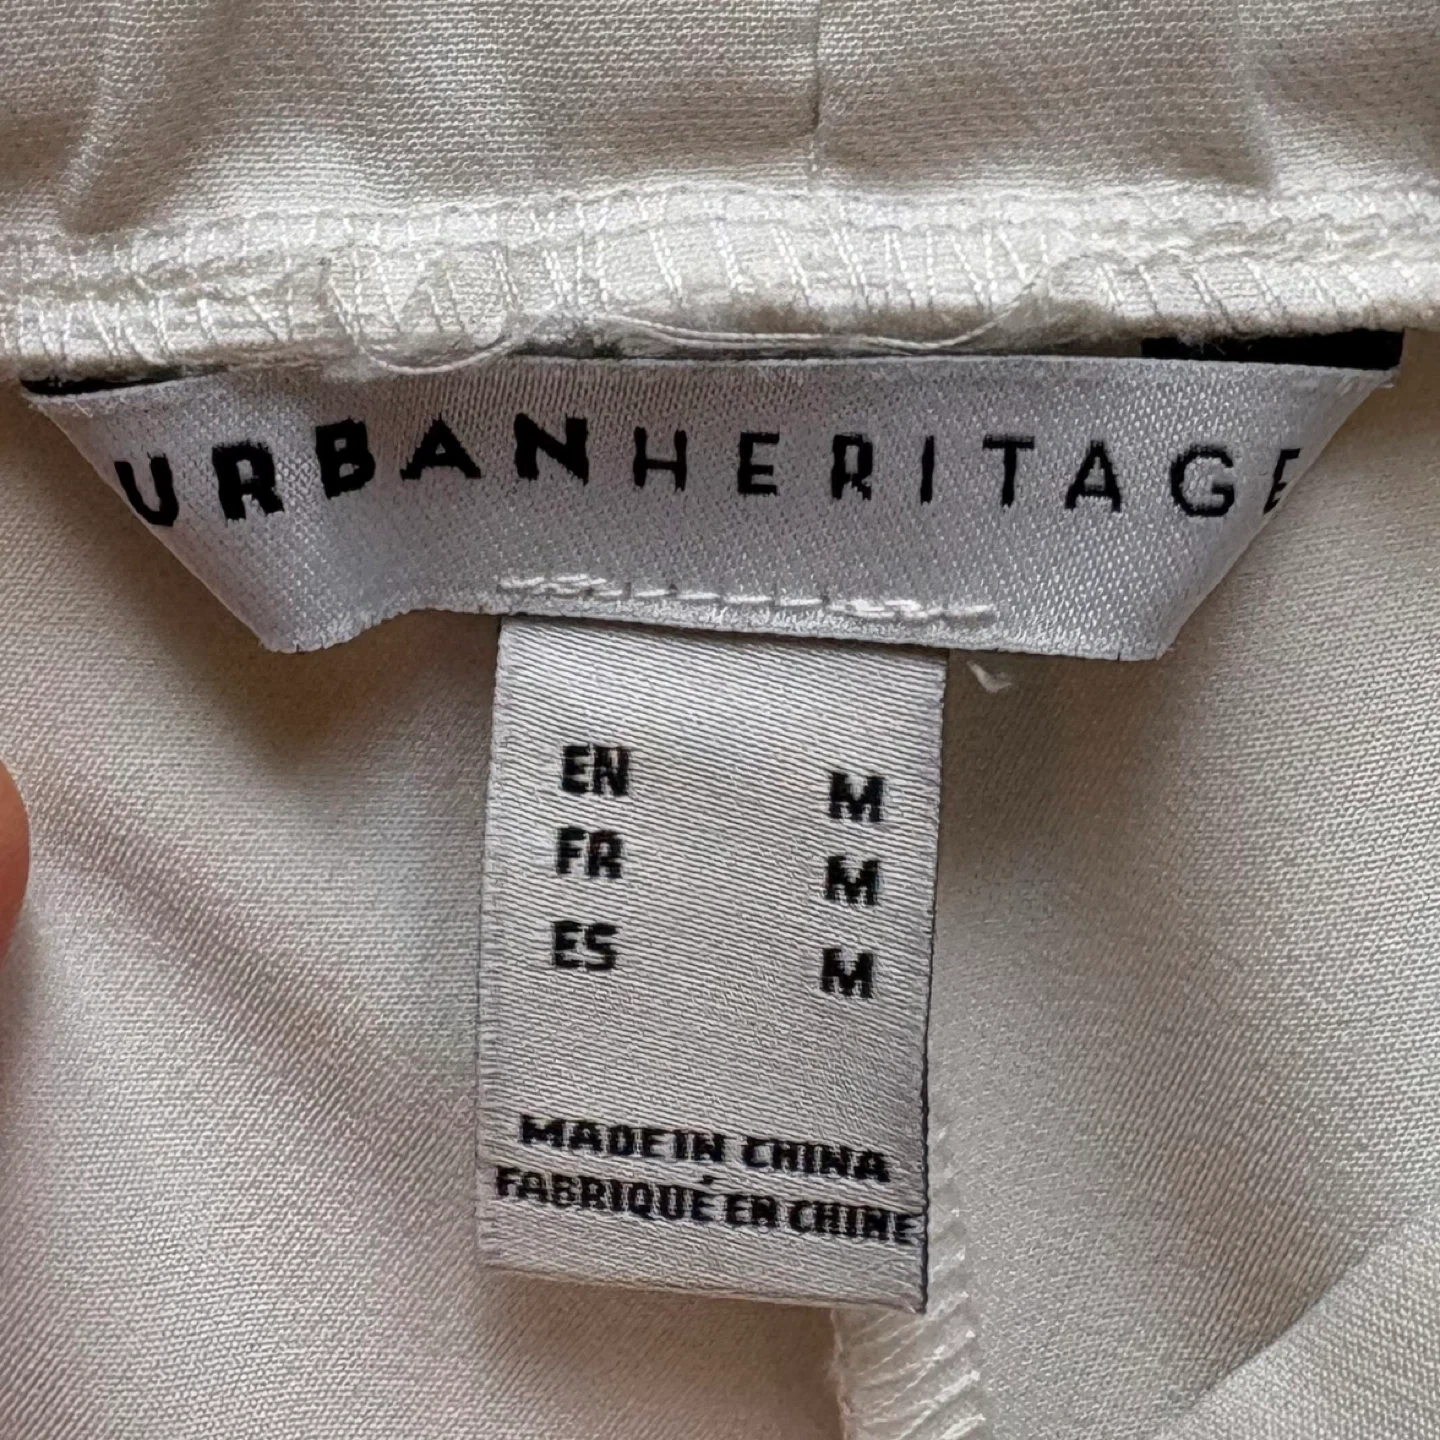 URBANHERITAGE
EN M
FR M
ES M
MADE IN CHINA
FABRIQUÉ EN CHINE